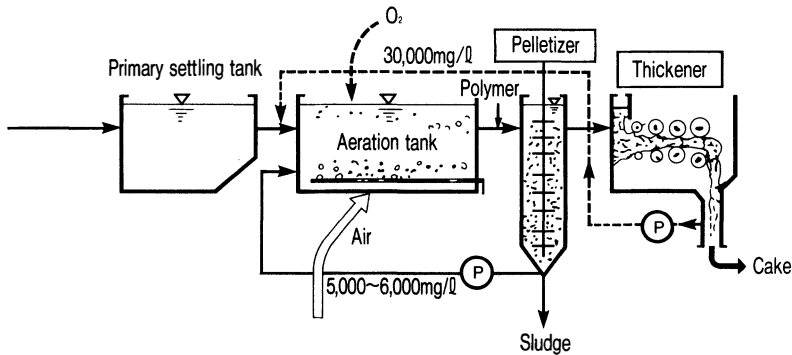 O₂
Pelletizer
30,000mg/ℓ
Primary settling tank
Thickener
Polymer
Aeration tank
Air
P
P
5,000~6,000mg/ℓ
Cake
Sludge